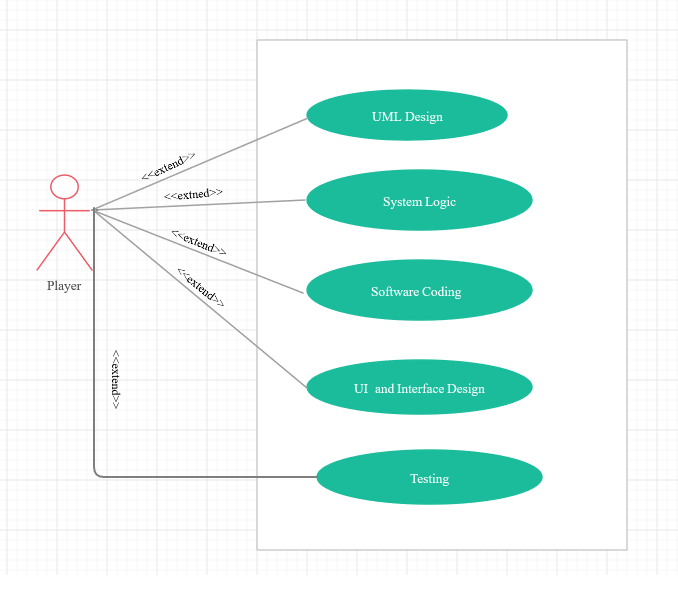 UML Design
<<extend>>
<<extned>>
System Logic
<<extend>>
<<extend>>
Player
Software Coding
<<extend>>
UI  and Interface Design
Testing